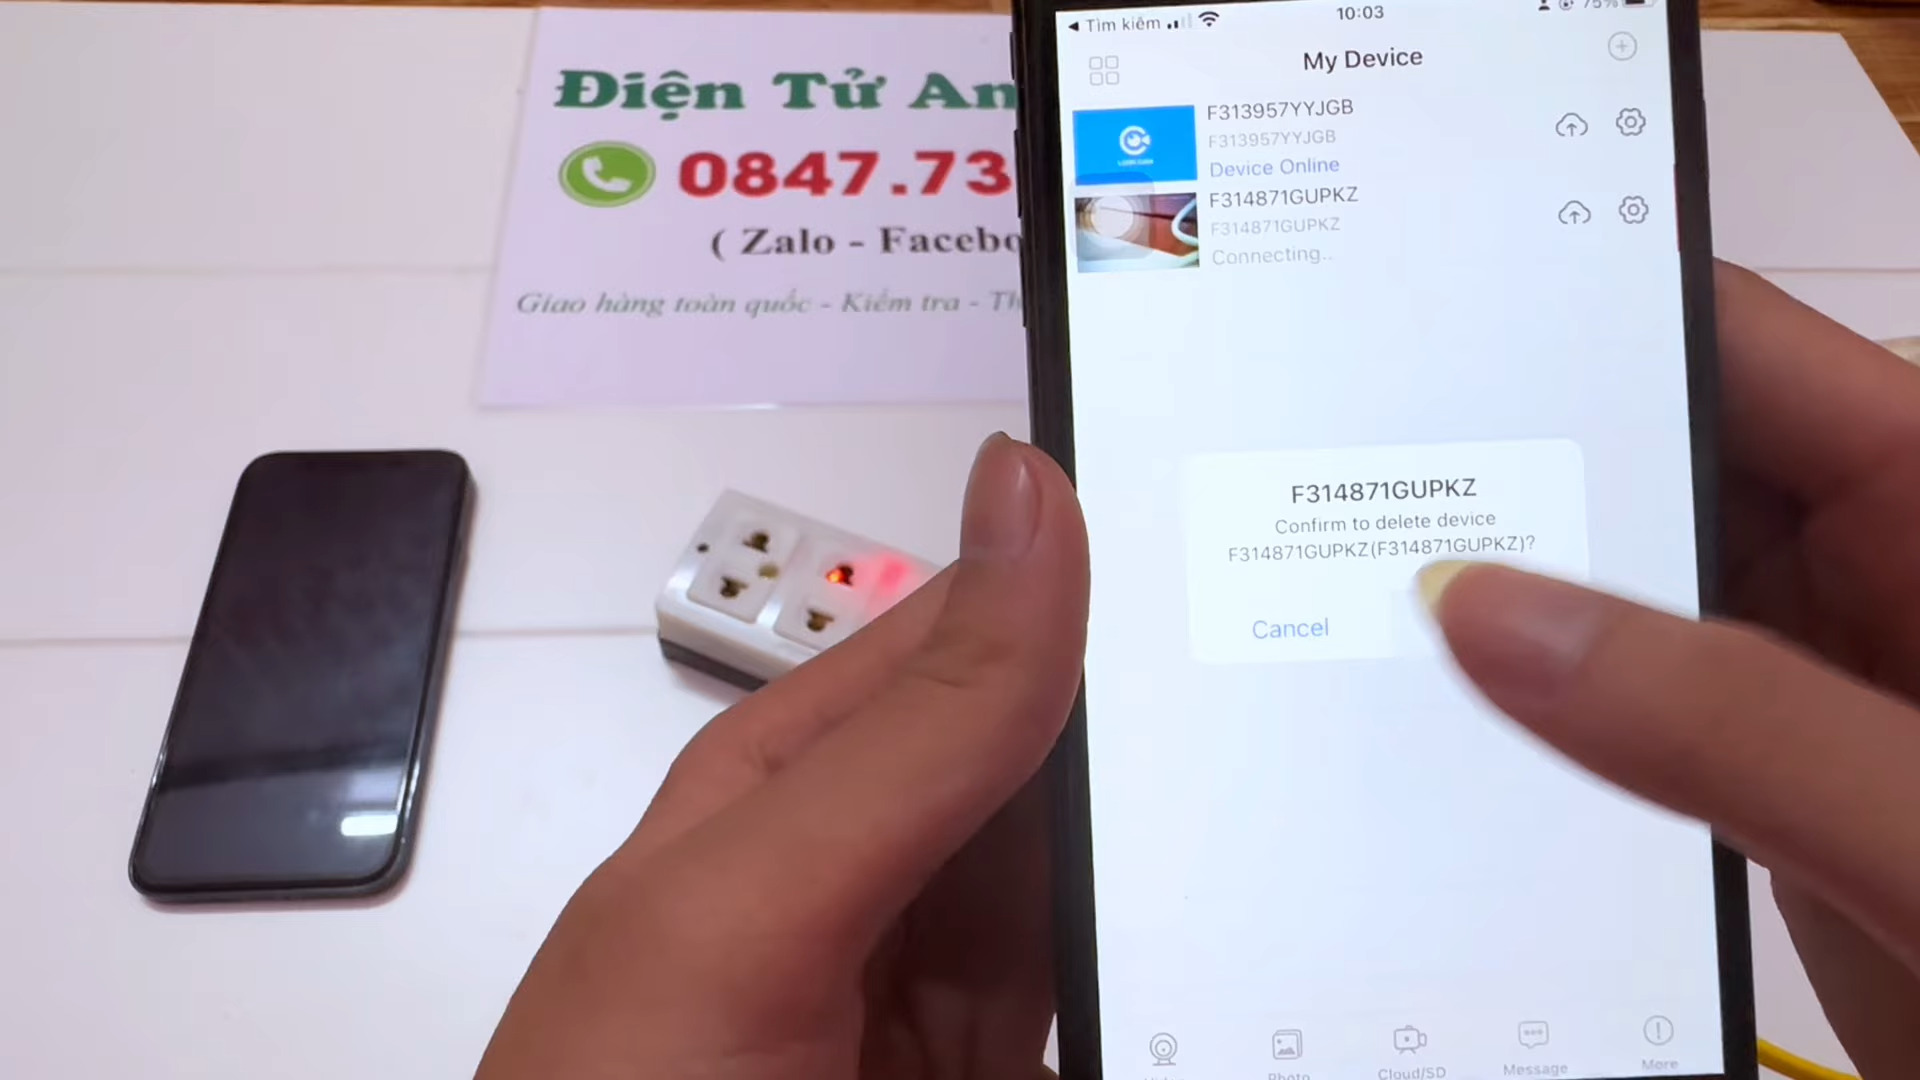 Điện Tử An
0847.73
( Zalo - Facebo
Giao hàng toàn quốc - Kiểm tra - Th
Tìm kiếm
10:03
75%
My Device
F313957YYJGB
F313957YYJGB
Device Online
F314871GUPKZ
F314871GUPKZ
Connecting..
F314871GUPKZ
Confirm to delete device
F314871GUPKZ(F314871GUPKZ)?
Cancel
Photo
Cloud/SD
Message
More